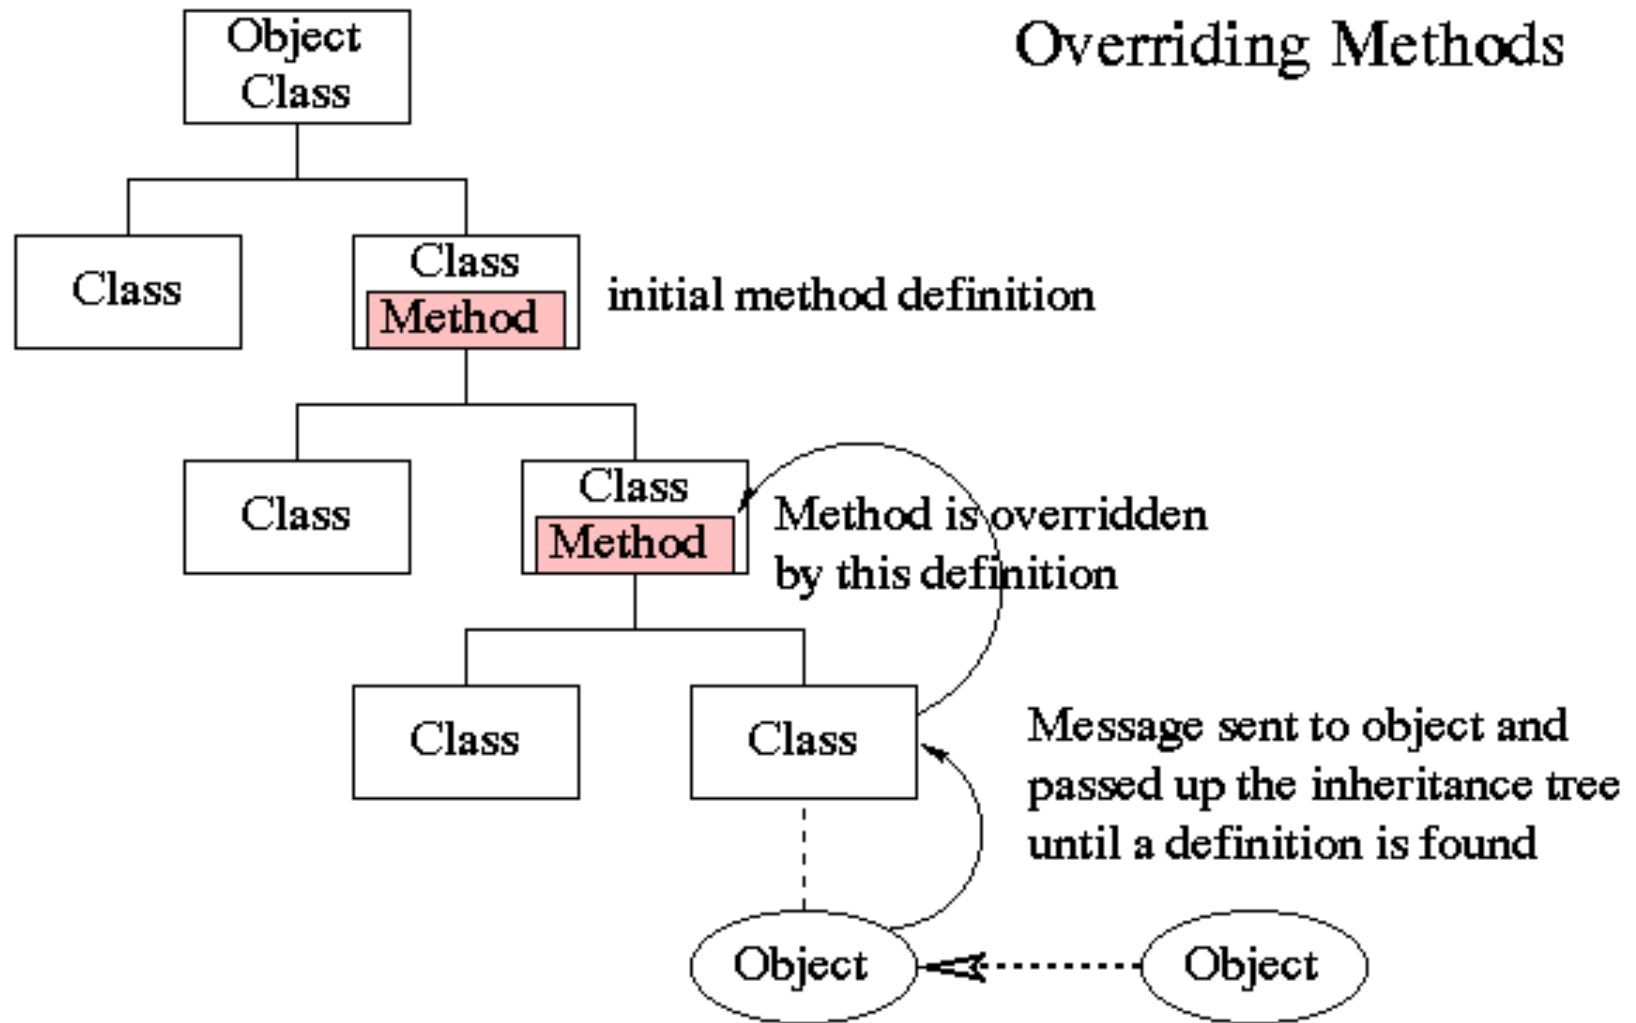 Overriding Methods
Object
Class
Class
Class
Method
initial method definition
Class
Class
Method
Method is overridden
by this definition
Class
Class
Message sent to object and
passed up the inheritance tree
until a definition is found
Object
Object